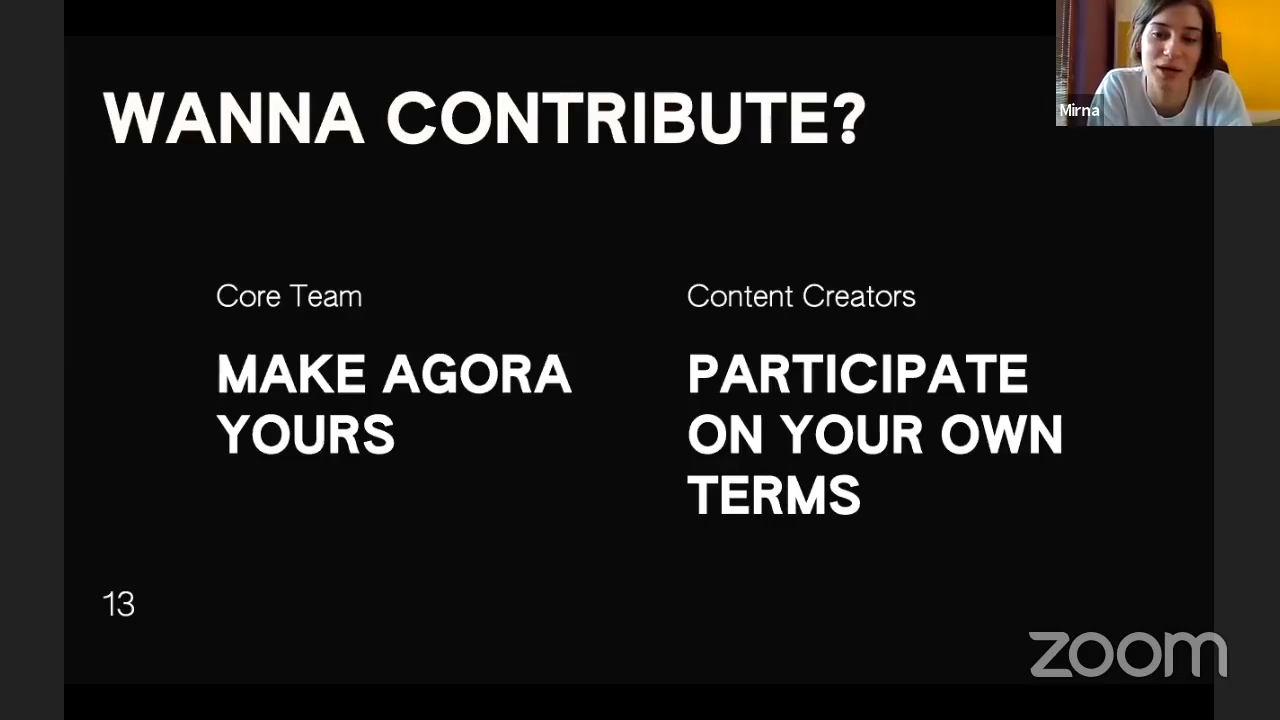 WANNA CONTRIBUTE?
Mirna
Core Team
MAKE AGORA
YOURS
Content Creators
PARTICIPATE
ON YOUR OWN
TERMS
13
zoom